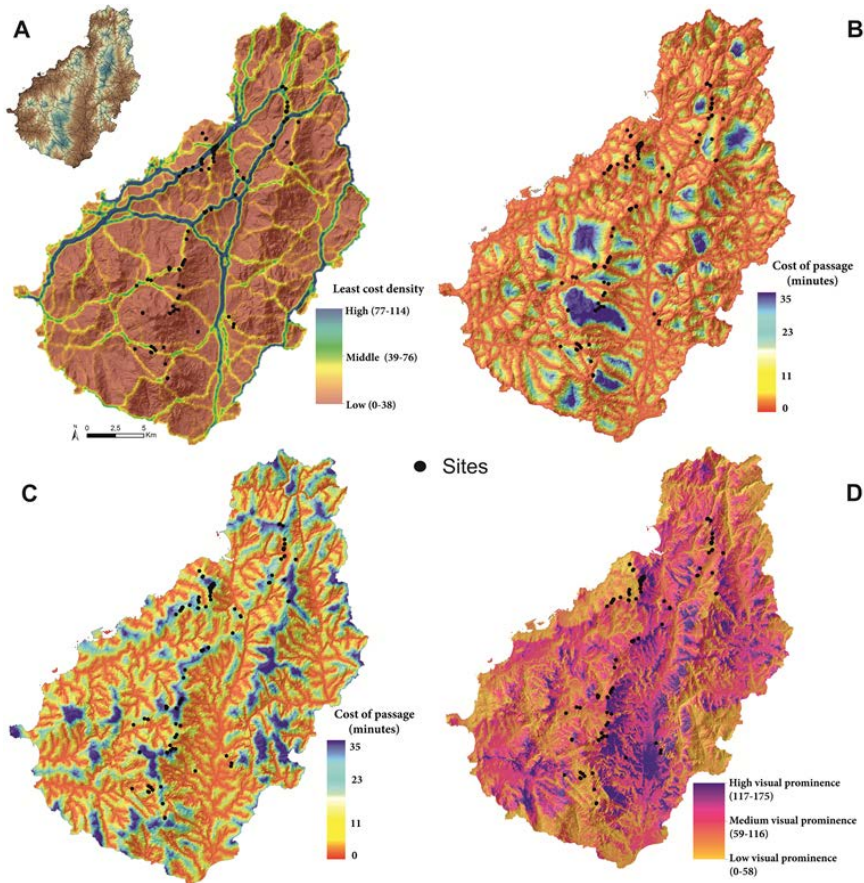 A
B
Least cost density
High (77-114)
Middle (39-76)
Low (0-38)
N
0 2.5 5
Km
Cost of passage
(minutes)
35
23
11
0
Sites
C
D
Cost of passage
(minutes)
35
23
11
0
High visual prominence
(117-175)
Medium visual prominence
(59-116)
Low visual prominence
(0-58)